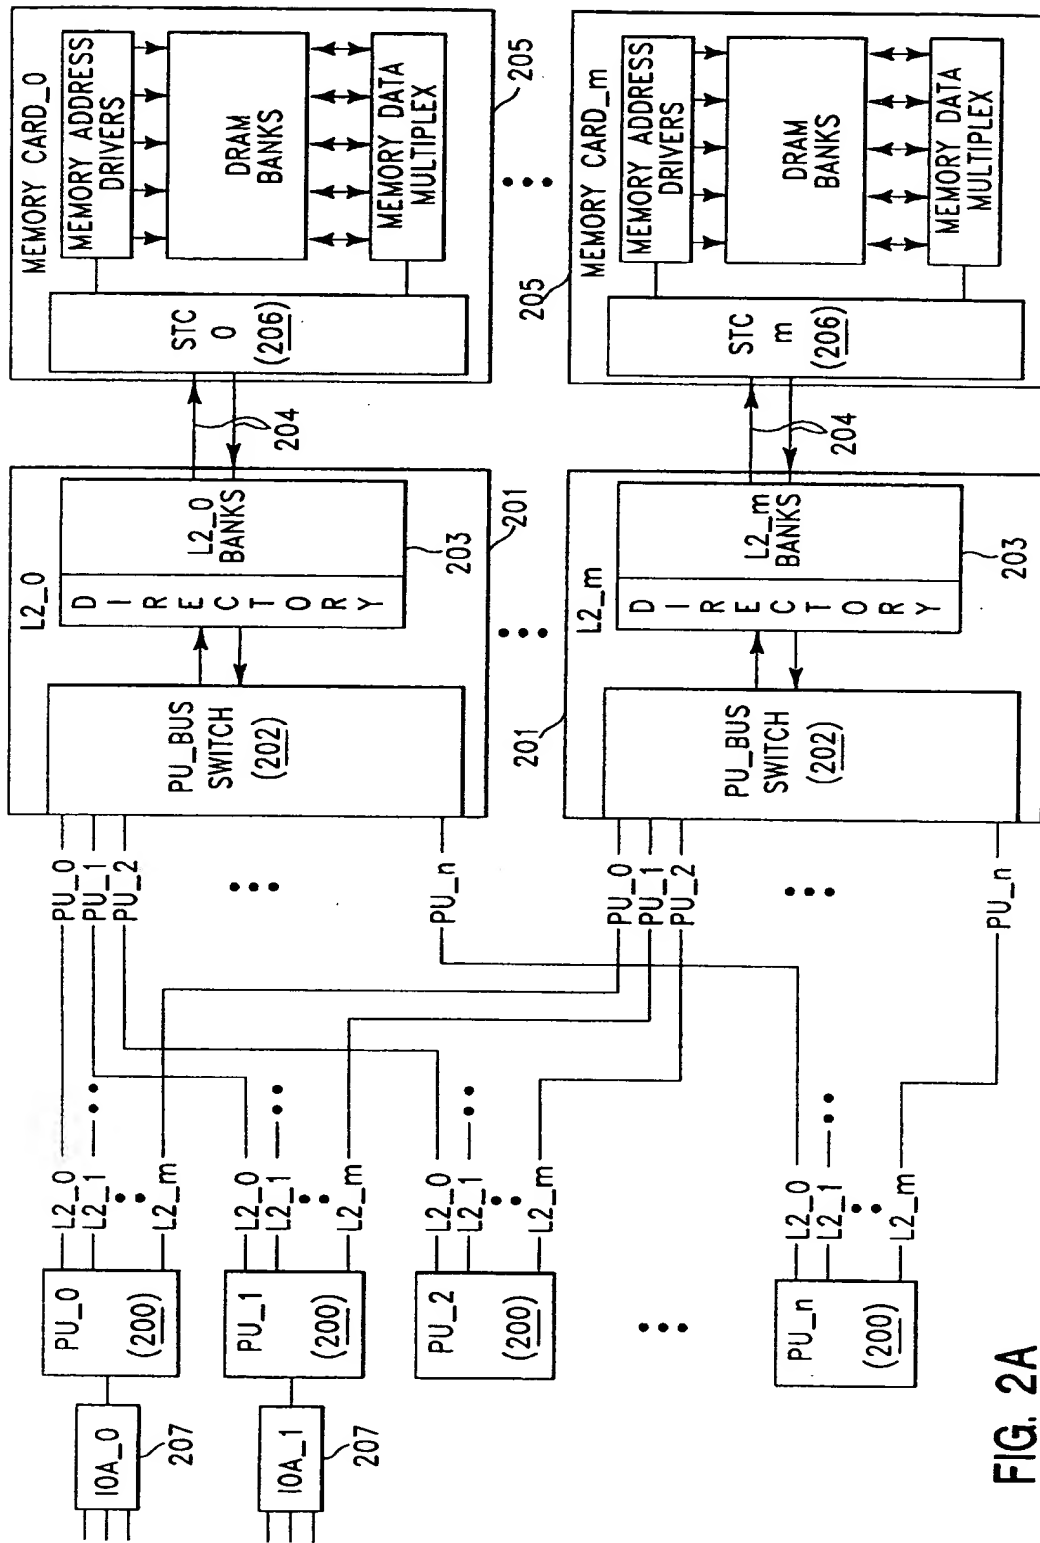 IOA_0
207
IOA_1
207
PU_0
(200)
PU_1
(200)
PU_2
(200)
PU_n
(200)
L2_0
L2_1
L2_m
L2_0
L2_1
L2_m
L2_0
L2_1
L2_m
L2_0
L2_1
L2_m
PU_0
PU_1
PU_2
PU_n
PU_0
PU_1
PU_2
PU_n
L2_0
PU_BUS
SWITCH
(202)
DIRECTORY
L2_0
BANKS
203
201
201
L2_m
PU_BUS
SWITCH
(202)
DIRECTORY
L2_m
BANKS
203
204
204
MEMORY CARD_0
STC
0
(206)
MEMORY ADDRESS
DRIVERS
DRAM
BANKS
MEMORY DATA
MULTIPLEX
205
205
MEMORY CARD_m
STC
m
(206)
MEMORY ADDRESS
DRIVERS
DRAM
BANKS
MEMORY DATA
MULTIPLEX
FIG. 2A